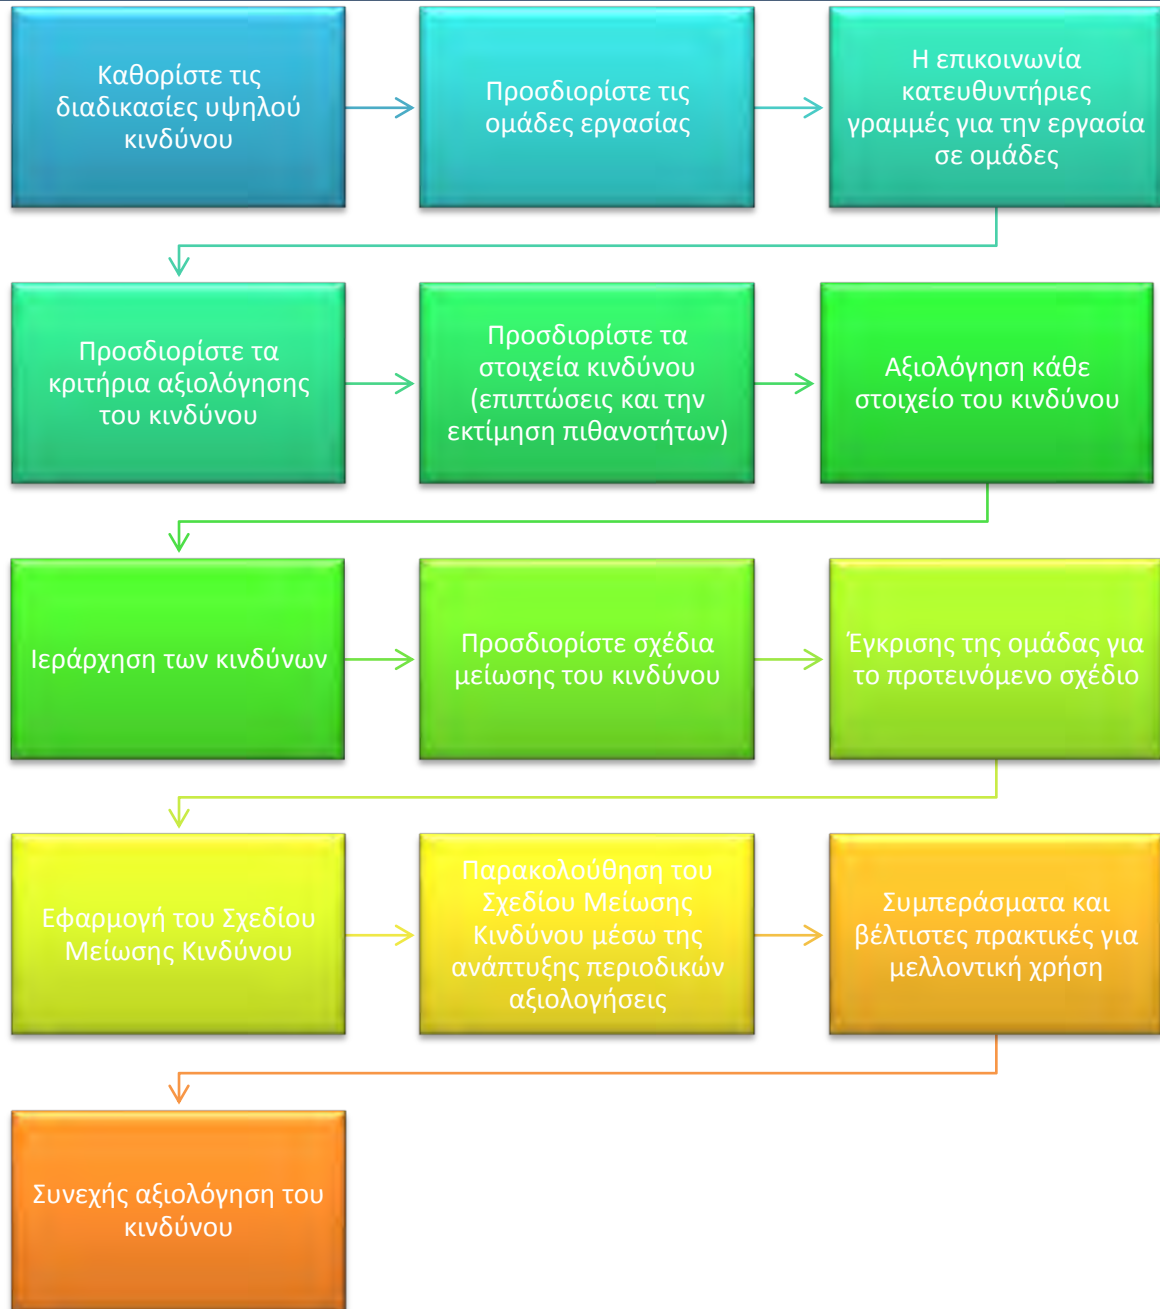 Καθορίστε τις
διαδικασίες υψηλού
κινδύνου
Προσδιορίστε τις
ομάδες εργασίας
Η επικοινωνία
κατευθυντήριες
γραμμές για την εργασία
σε ομάδες
Προσδιορίστε τα
κριτήρια αξιολόγησης
του κινδύνου
Προσδιορίστε τα
στοιχεία κινδύνου
(επιπτώσεις και την
εκτίμηση πιθανοτήτων)
Αξιολόγηση κάθε
στοιχείο του κινδύνου
Ιεράρχηση των κινδύνων
Προσδιορίστε σχέδια
μείωσης του κινδύνου
Έγκρισης της ομάδας για
το προτεινόμενο σχέδιο
Εφαρμογή του Σχεδίου
Μείωσης Κινδύνου
Παρακολούθηση του
Σχεδίου Μείωσης
Κινδύνου μέσω της
ανάπτυξης περιοδικών
αξιολογήσεις
Συμπεράσματα και
βέλτιστες πρακτικές για
μελλοντική χρήση
Συνεχής αξιολόγηση του
κινδύνου